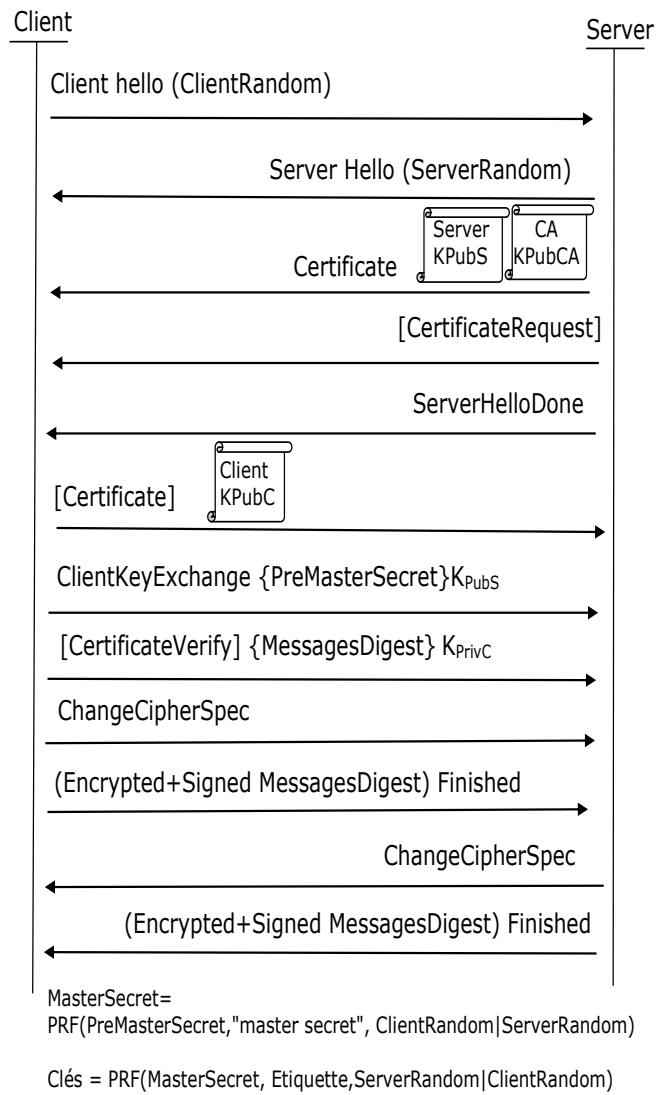 Client
Server
Client hello (ClientRandom)
Server Hello (ServerRandom)
Server
KPubS
CA
KPubCA
Certificate
[CertificateRequest]
ServerHelloDone
Client
KPubC
[Certificate]
ClientKeyExchange {PreMasterSecret}KPubS
[CertificateVerify] {MessagesDigest} KPrivC
ChangeCipherSpec
(Encrypted+Signed MessagesDigest) Finished
ChangeCipherSpec
(Encrypted+Signed MessagesDigest) Finished
MasterSecret=
PRF(PreMasterSecret,"master secret", ClientRandom|ServerRandom)
Clés = PRF(MasterSecret, Etiquette,ServerRandom|ClientRandom)